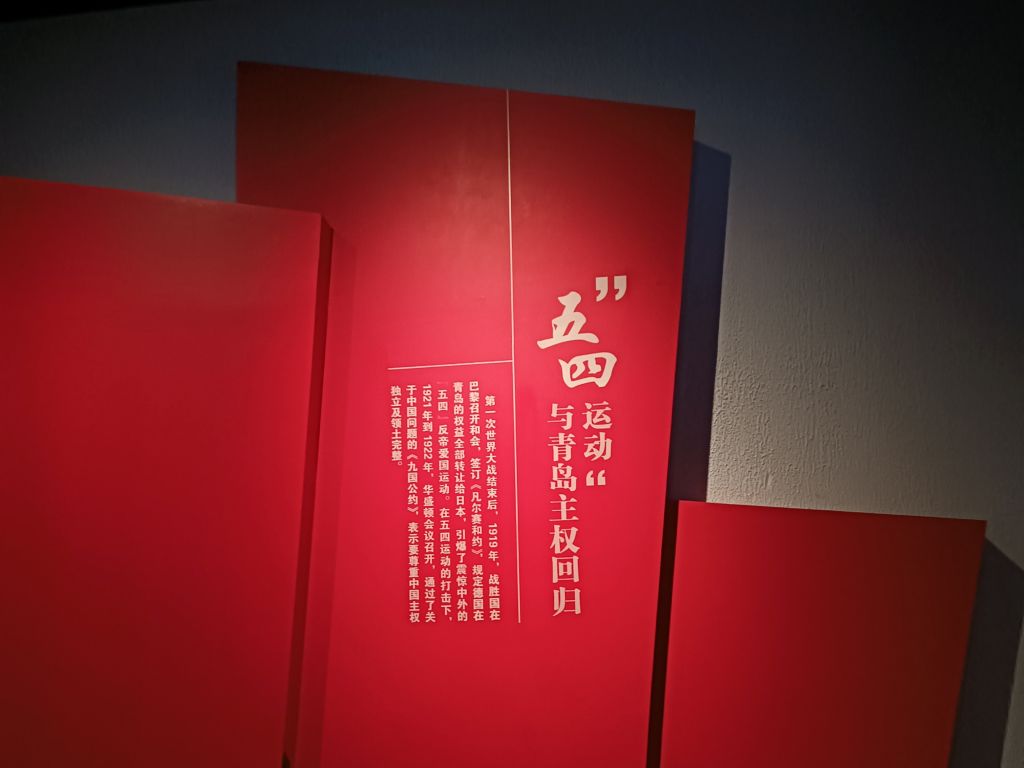 ”五四
运动“
与青岛主权回归
第一次世界大战结束后，1919年，战胜国在
巴黎召开和会，签订《凡尔赛和约》，规定德国在
青岛的权益全部转让给日本，引爆了震惊中外的
“五四”反帝爱国运动。在五四运动的打击下，
1921年到1922年，华盛顿会议召开，通过了关
于中国问题的《九国公约》，表示要尊重中国主权
独立及领土完整。